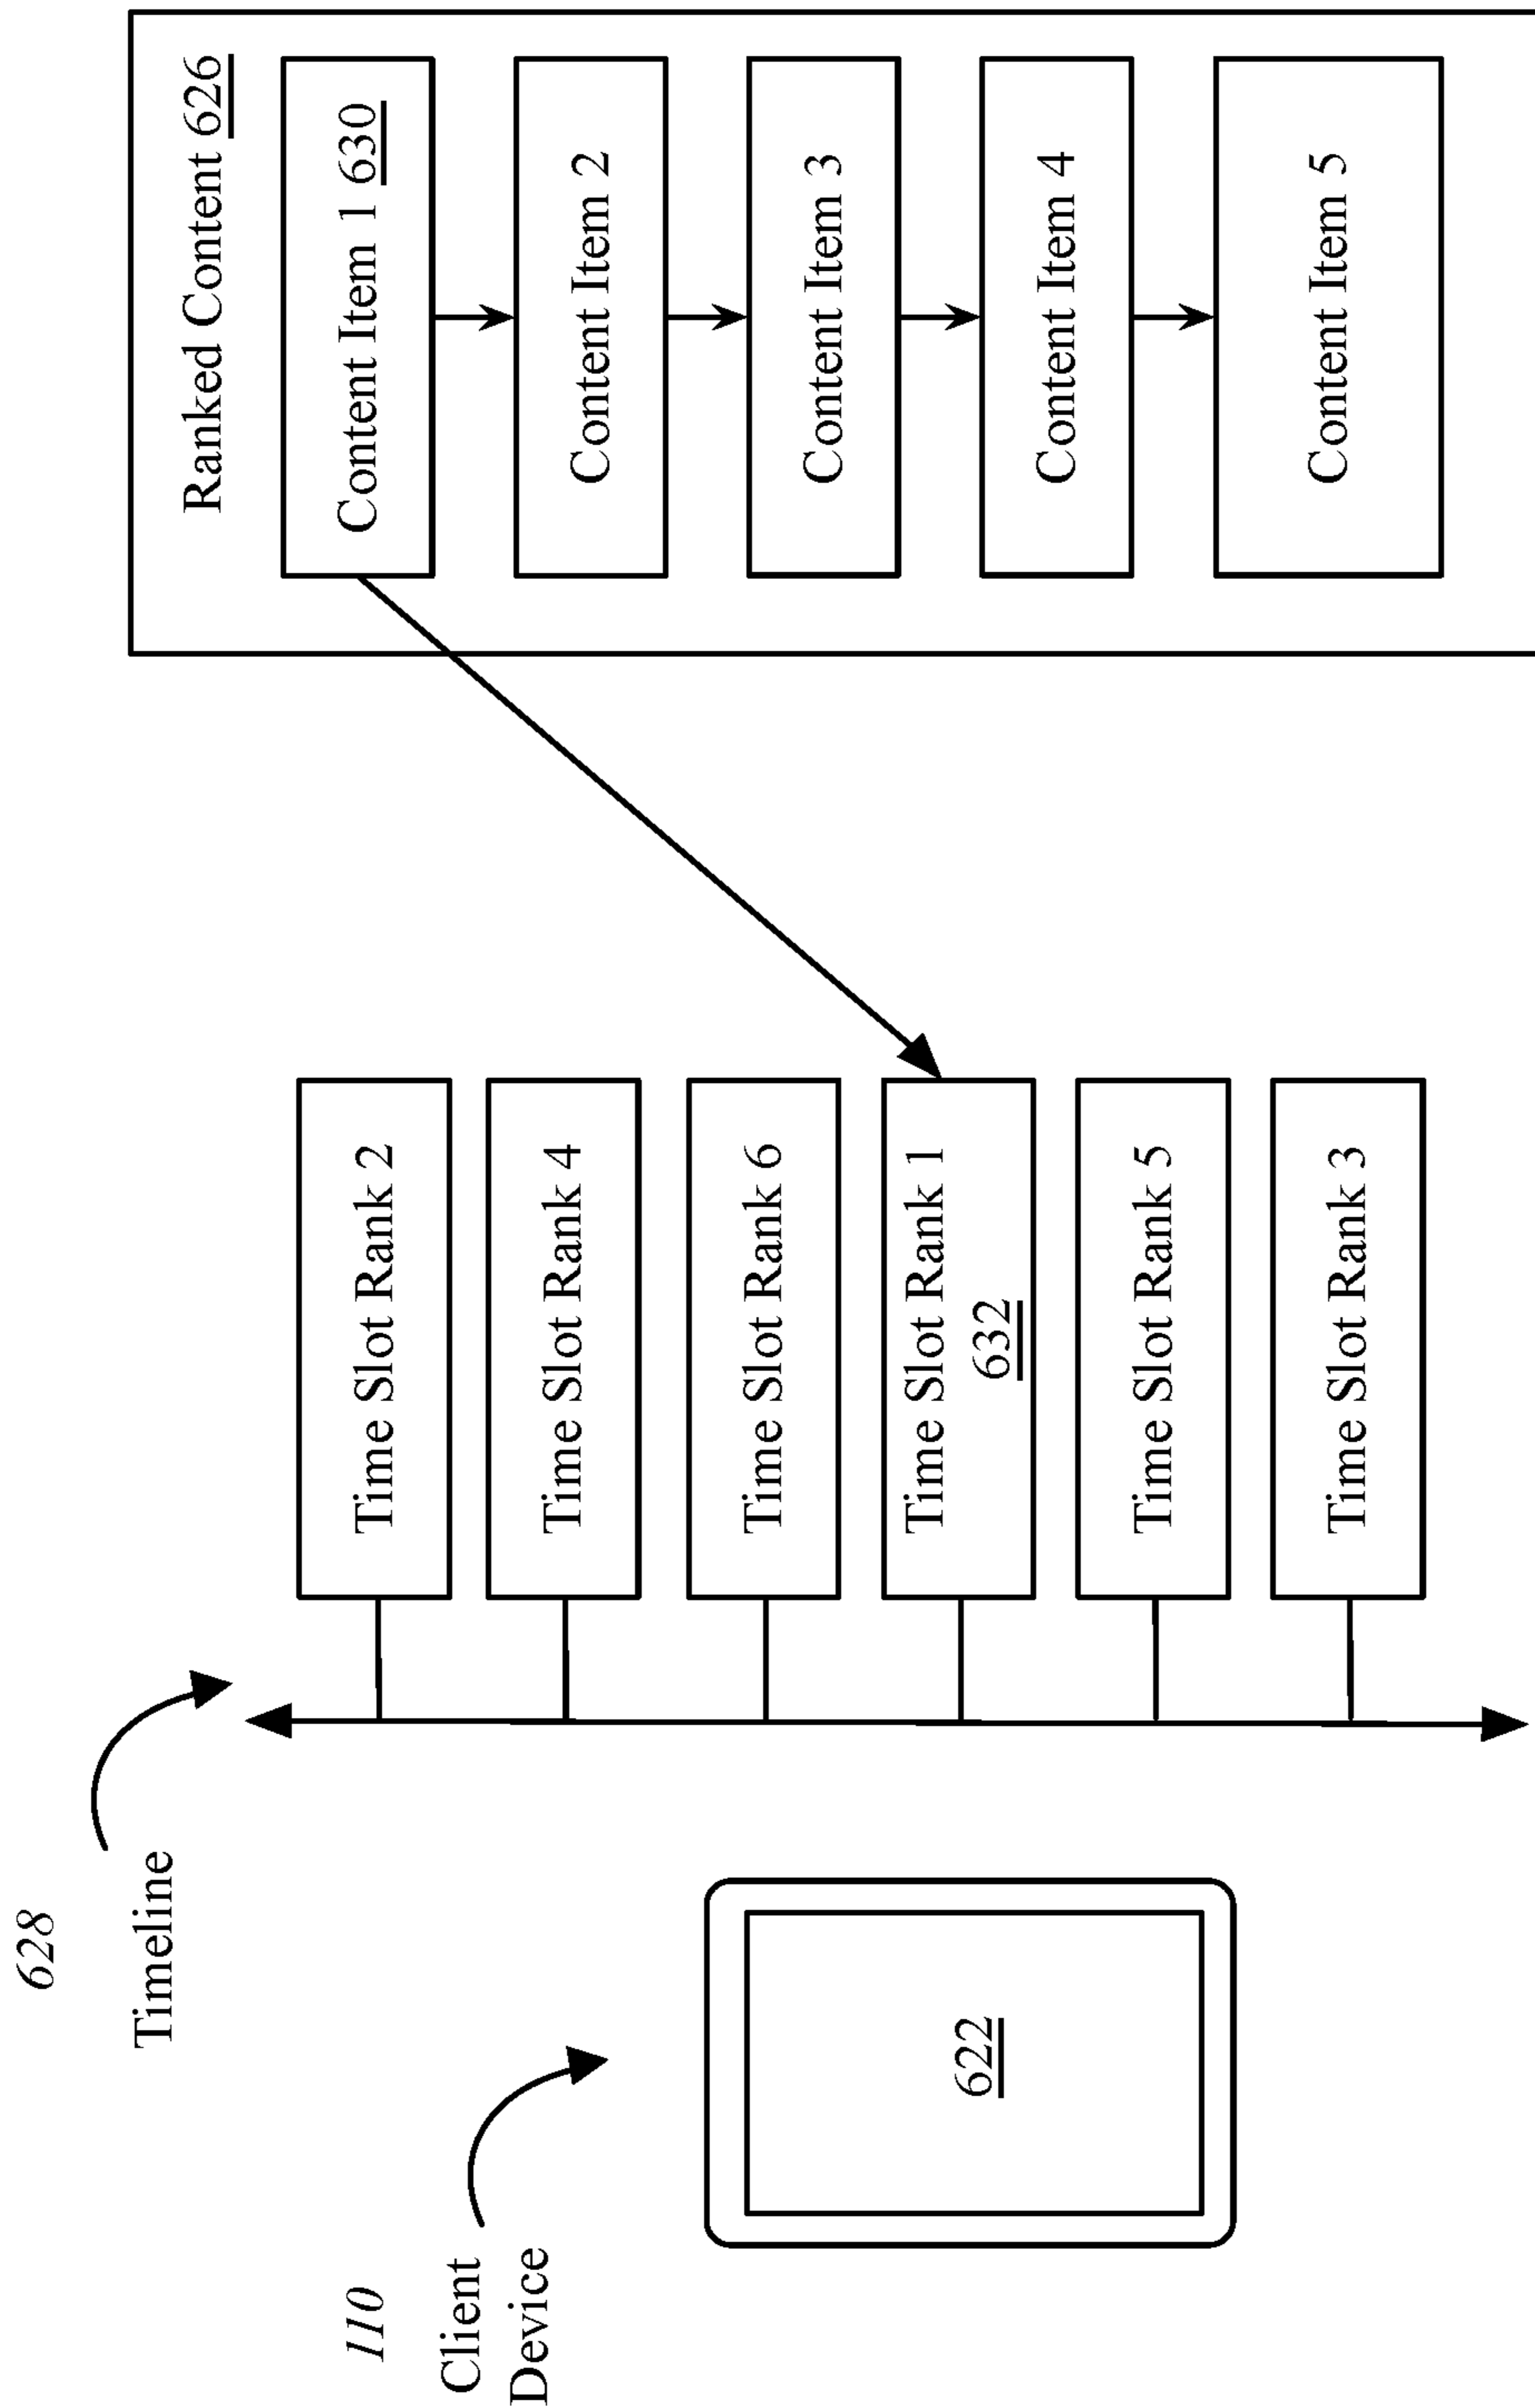 110
Client
Device
622
628
Timeline
Time Slot Rank 2
Time Slot Rank 4
Time Slot Rank 6
Time Slot Rank 1
632
Time Slot Rank 5
Time Slot Rank 3
Ranked Content 626
Content Item 1 630
Content Item 2
Content Item 3
Content Item 4
Content Item 5